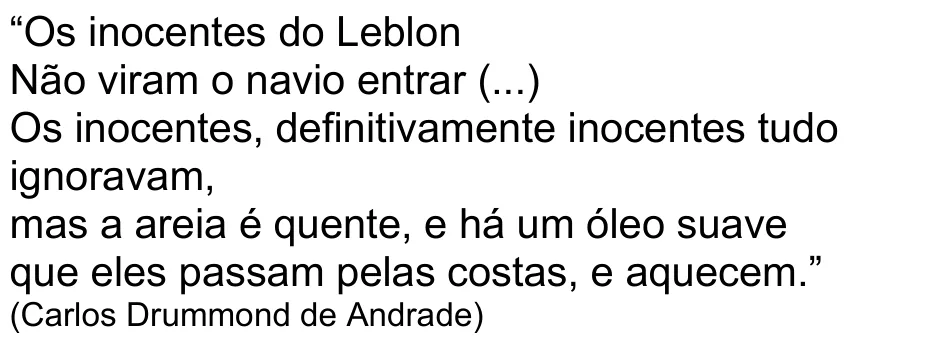 “Os inocentes do Leblon
Não viram o navio entrar (...)
Os inocentes, definitivamente inocentes tudo
ignoravam,
mas a areia é quente, e há um óleo suave
que eles passam pelas costas, e aquecem.”
(Carlos Drummond de Andrade)